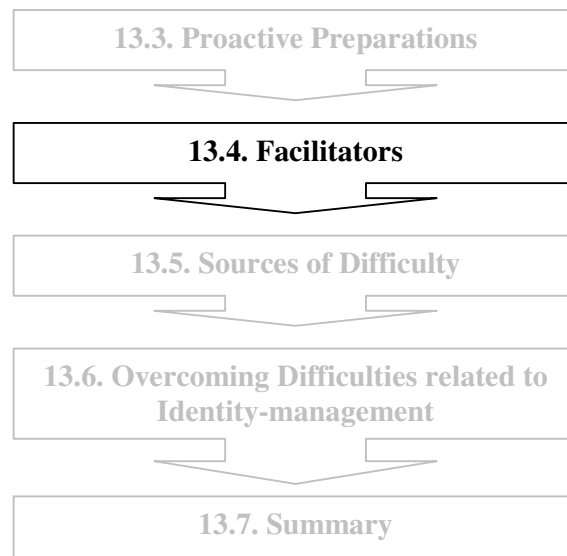 13.3. Proactive Preparations
13.4. Facilitators
13.5. Sources of Difficulty
13.6. Overcoming Difficulties related to
Identity-management
13.7. Summary